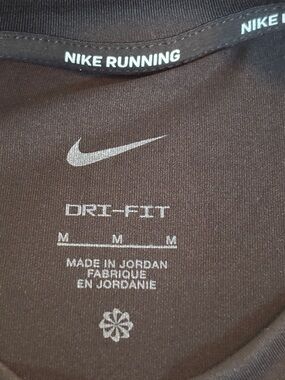 NIKE RUNNING
NIKE
DRI-FIT
M M M
MADE IN JORDAN
FABRIQUE
EN JORDANIE